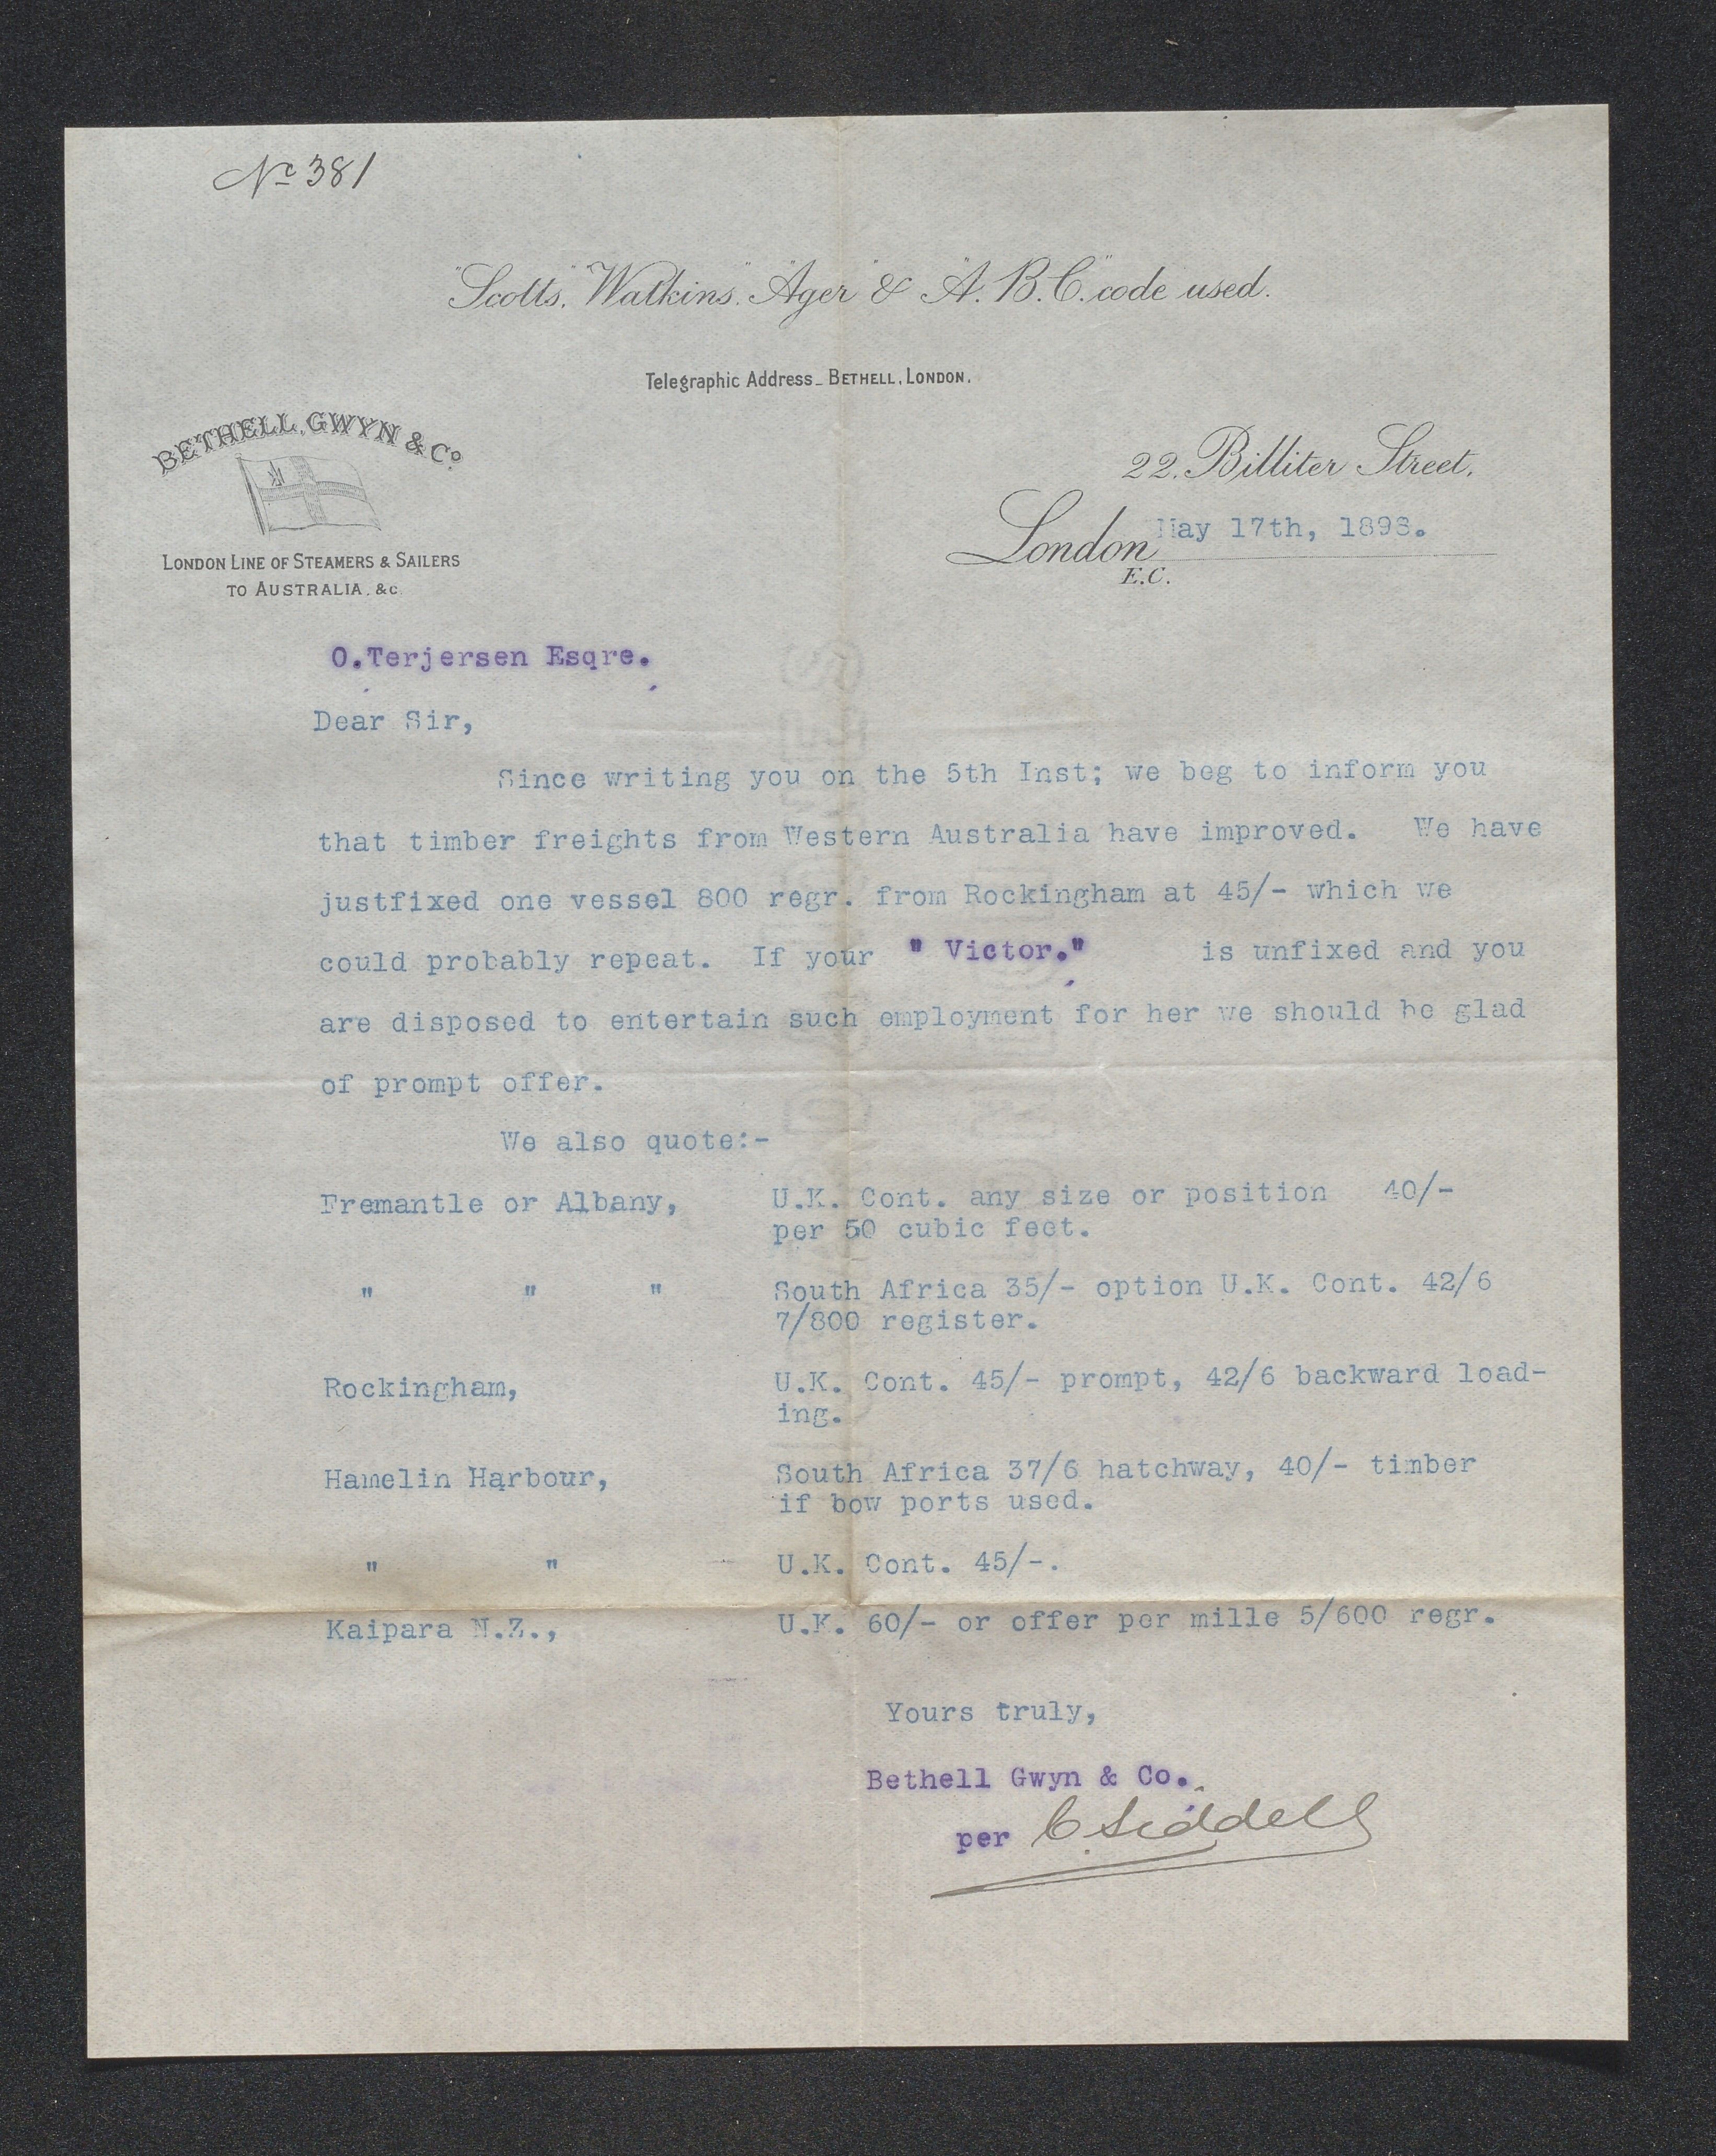 No 381
"Scotts," "Watkins," "Ager" & "A.B.C." code used.
Telegraphic Address_ BETHELL, LONDON.
BETHELL, GWYN & Co.
LONDON LINE OF STEAMERS & SAILERS
TO AUSTRALIA, &c.
22. Billiter Street,
London May 17th, 1898.
E.C.
O.Terjersen Esqre.
Dear Sir,
Since writing you on the 5th Inst; we beg to inform you
that timber freights from Western Australia have improved. We have
justfixed one vessel 800 regr. from Rockingham at 45/- which we
could probably repeat. If your " Victor." is unfixed and you
are disposed to entertain such employment for her we should be glad
of prompt offer.
We also quote:-
Fremantle or Albany, U.K. Cont. any size or position 40/-
per 50 cubic feet.
" " " South Africa 35/- option U.K. Cont. 42/6
7/800 register.
Rockingham, U.K. Cont. 45/- prompt, 42/6 backward load-
ing.
Hamelin Harbour, South Africa 37/6 hatchway, 40/- timber
if bow ports used.
" " U.K. Cont. 45/-.
Kaipara N.Z., U.K. 60/- or offer per mille 5/600 regr.
Yours truly,
Bethell Gwyn & Co.
per C. Siddell